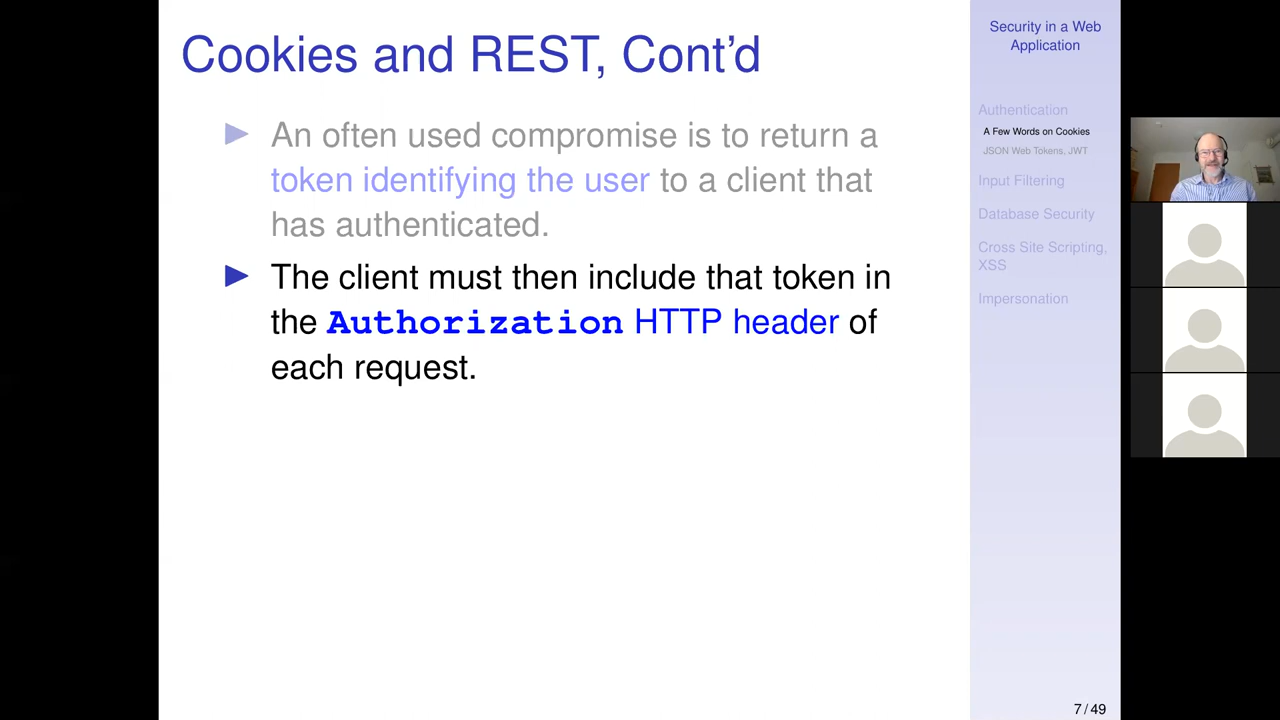 Cookies and REST, Cont'd
An often used compromise is to return a
token identifying the user to a client that
has authenticated.
The client must then include that token in
the Authorization HTTP header of
each request.
Security in a Web
Application
Authentication
A Few Words on Cookies
JSON Web Tokens, JWT
Input Filtering
Database Security
Cross Site Scripting,
XSS
Impersonation
7 / 49